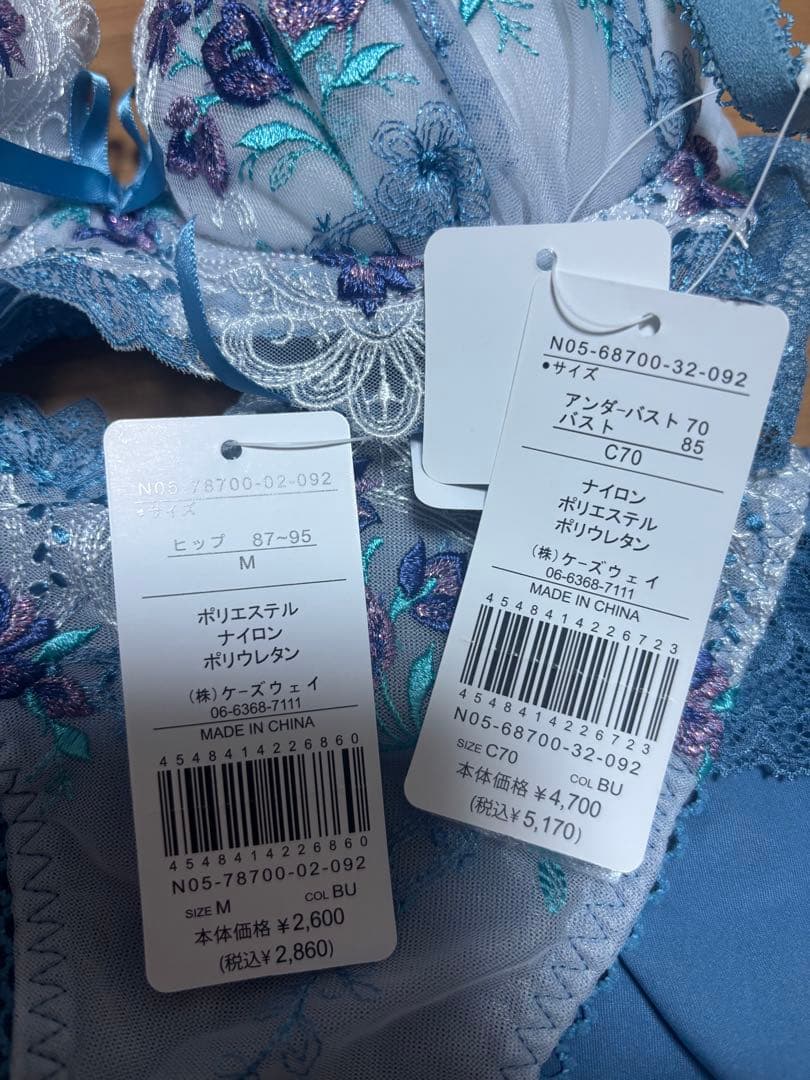 N05-78700-02-092
•サイズ
ヒップ 87~95
M
ポリエステル
ナイロン
ポリウレタン
(株)ケーズウェイ
06-6368-7111
MADE IN CHINA
4548414226860
4548414226860
N05-78700-02-092
SIZE M COL BU
本体価格 ¥2,600
(税込¥2,860)
N05-68700-32-092
•サイズ
アンダーバスト 70
バスト 85
C70
ナイロン
ポリエステル
ポリウレタン
(株)ケーズウェイ
06-6368-7111
MADE IN CHINA
4548414226723
4548414226723
N05-68700-32-092
SIZE C70 COL BU
本体価格 ¥4,700
(税込¥5,170)